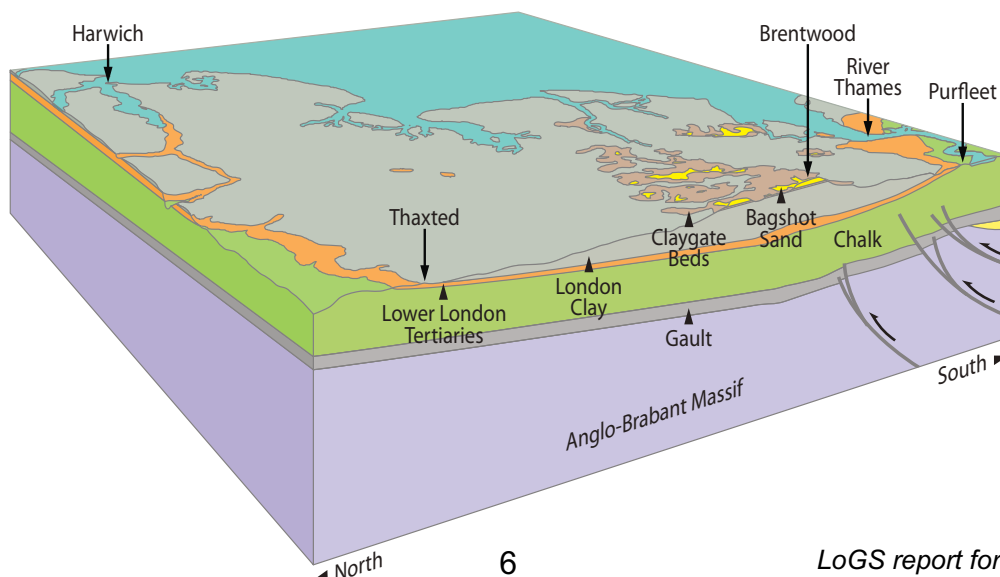 Harwich
Brentwood
River
Thames
Purfleet
Thaxted
Claygate
Beds
Bagshot
Sand
Chalk
Lower London
Tertiaries
London
Clay
Gault
South
Anglo-Brabant Massif
North
6
LoGS report for